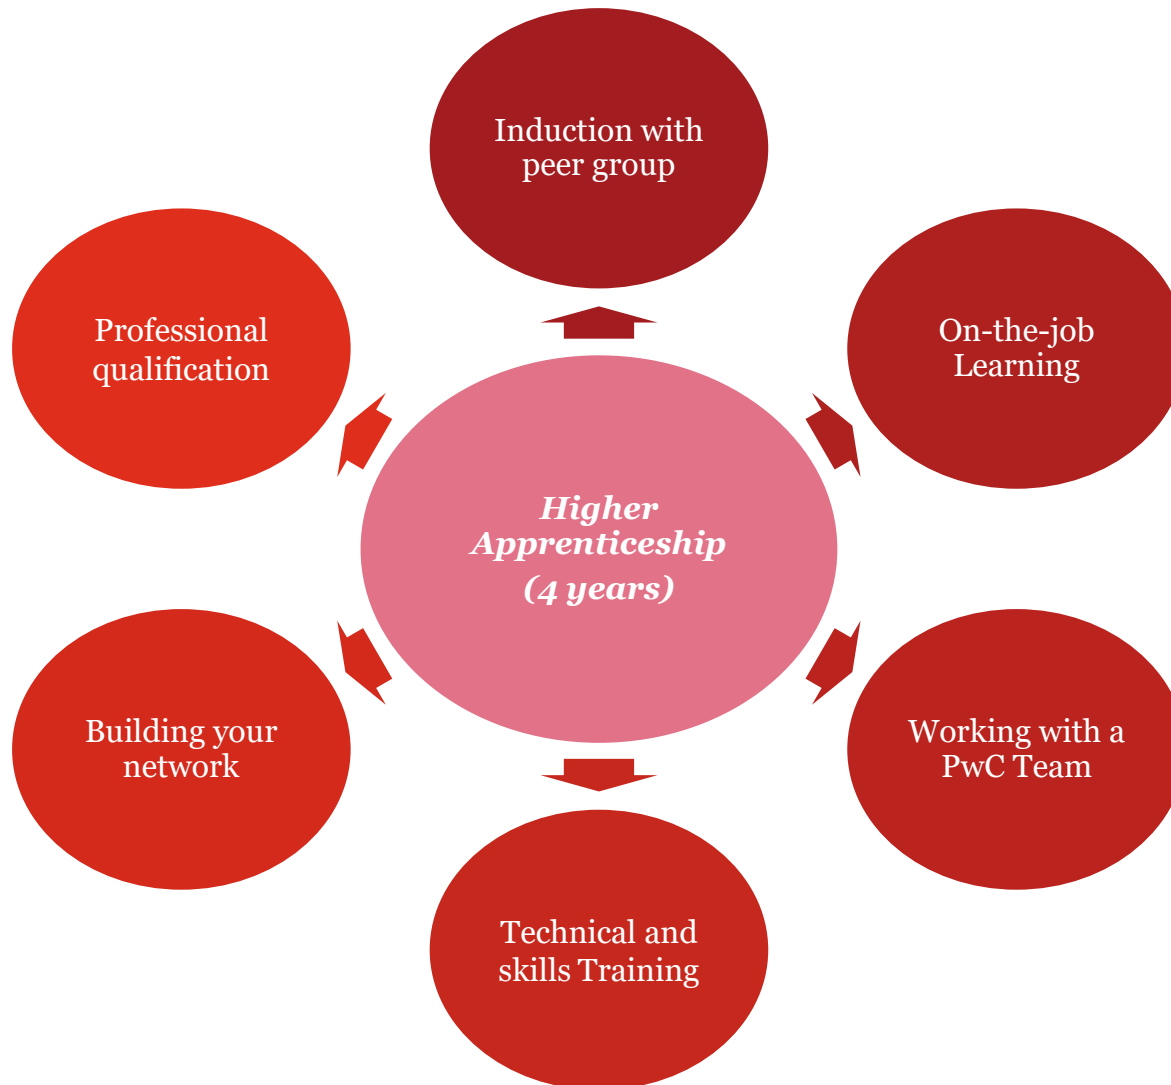 Induction with
peer group
On-the-job
Learning
Working with a
PwC Team
Technical and
skills Training
Building your
network
Professional
qualification
Higher
Apprenticeship
(4 years)